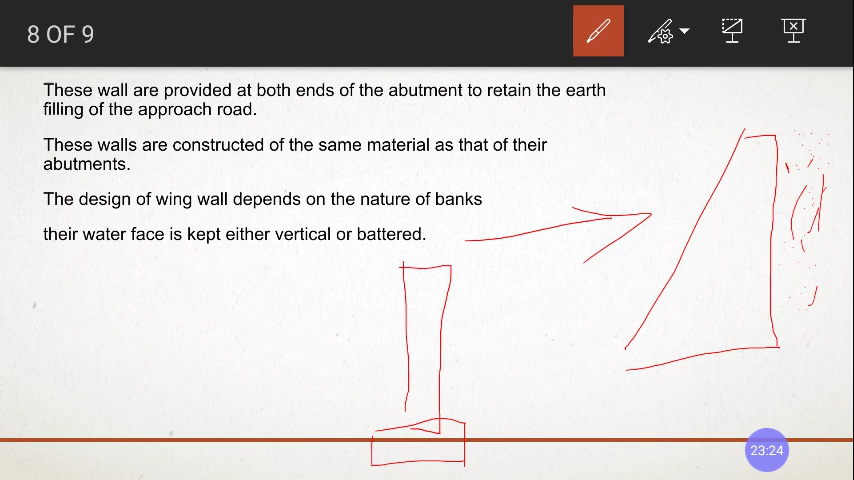 8 OF 9
These wall are provided at both ends of the abutment to retain the earth
filling of the approach road.
These walls are constructed of the same material as that of their
abutments.
The design of wing wall depends on the nature of banks
their water face is kept either vertical or battered.
23:24